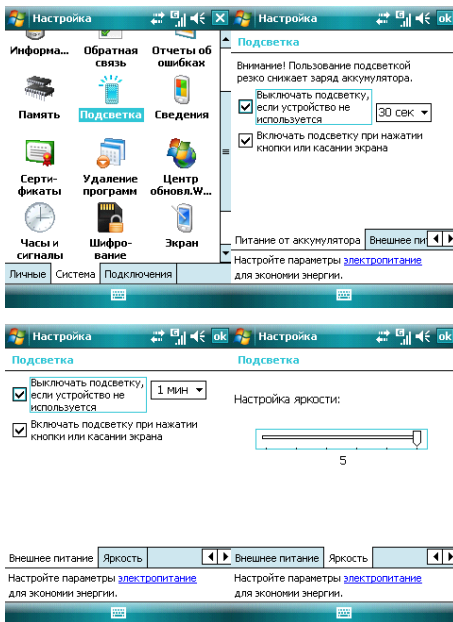 Настройка
Информа... Обратная связь Отчеты об ошибках
Память Подсветка Сведения
Серти-
фикаты
Удаление
программ
Центр
обновл.W...
Часы и
сигналы
Шифро-
вание
Экран
Личные Система Подключения
Настройка ok
Подсветка
Внимание! Пользование подсветкой
резко снижает заряд аккумулятора.
Выключать подсветку,
если устройство не
используется
30 сек
Включать подсветку при нажатии
кнопки или касании экрана
Питание от аккумулятора Внешнее пи
Настройте параметры электропитание
для экономии энергии.
Настройка ok
Подсветка
Выключать подсветку,
если устройство не
используется
1 мин
Включать подсветку при нажатии
кнопки или касании экрана
Внешнее питание Яркость
Настройте параметры электропитание
для экономии энергии.
Настройка ok
Подсветка
Настройка яркости:
5
Внешнее питание Яркость
Настройте параметры электропитание
для экономии энергии.